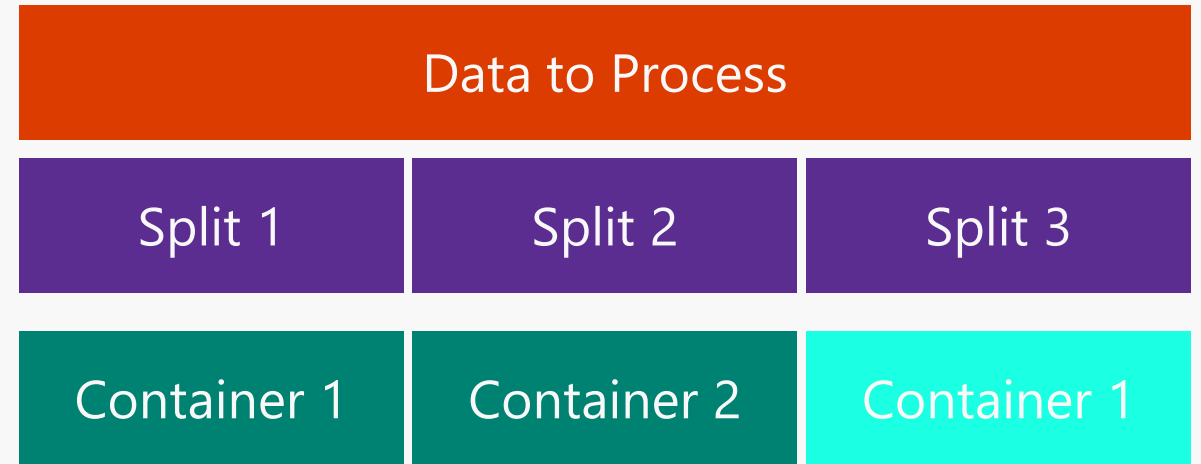 Data to Process
Split 1
Split 2
Split 3
Container 1
Container 2
Container 1